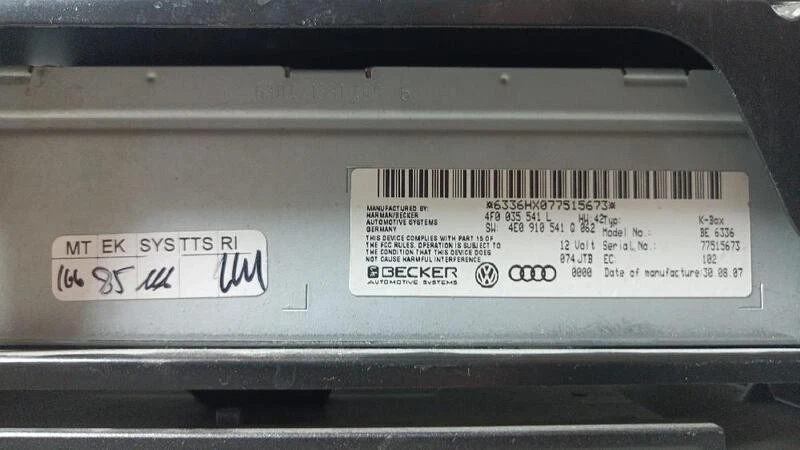 MT EK SYS TTS RI
166 85
*6336HX077515673*
MANUFACTURED BY:
HARMAN/BECKER
AUTOMOTIVE SYSTEMS
4F0 035 541 L HW:42
SW: 4E0 910 541 Q 062
THIS DEVICE COMPLIES WITH PART 15 OF
THE FCC RULES. OPERATION IS SUBJECT TO
THE CONDITION THAT THIS DEVICE DOES
NOT CAUSE HARMFUL INTERFERENCE.
12 Volt
074 JTB
0000
Typ: K-Box
Model No.: BE 6336
Serial No.: 77515673
EC: 102
Date of manufacture: 30.08.07
BECKER
AUTOMOTIVE SYSTEMS